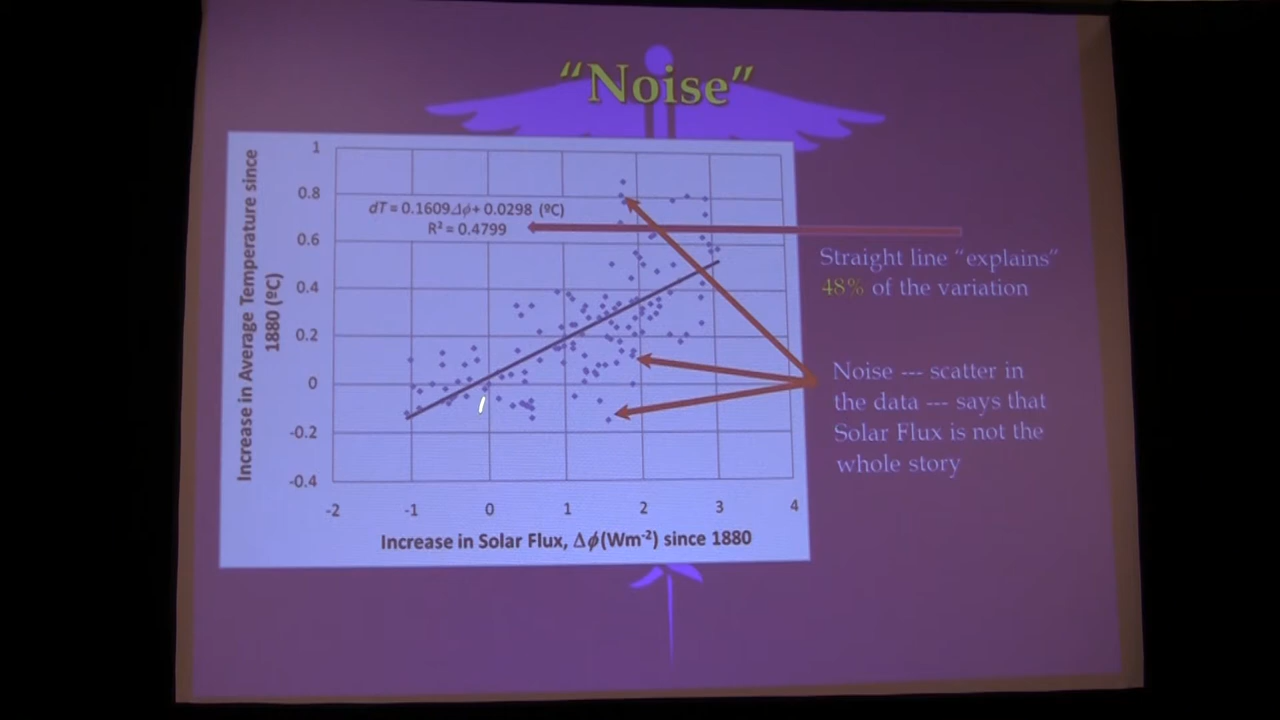 “Noise”
Increase in Average Temperature since
1880 (ºC)
1
0.8
0.6
0.4
0.2
0
-0.2
-0.4
dT = 0.1609Δϕ + 0.0298 (ºC)
R² = 0.4799
-2 -1 0 1 2 3 4
Increase in Solar Flux, Δϕ(Wm⁻²) since 1880
Straight line “explains”
48% of the variation
Noise --- scatter in
the data --- says that
Solar Flux is not the
whole story